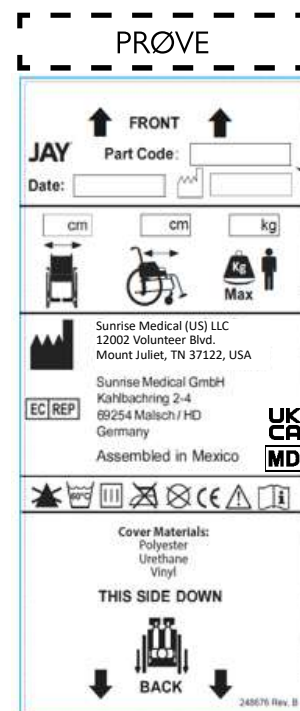 PRØVE
FRONT
JAY
Part Code:
Date:
cm
cm
kg
Kg
Max
Sunrise Medical (US) LLC
12002 Volunteer Blvd.
Mount Juliet, TN 37122, USA
EC REP
Sunrise Medical GmbH
Kahlbachring 2-4
69254 Malsch / HD
Germany
UK
CA
Assembled in Mexico
MD
60°C
CE
i
Cover Materials:
Polyester
Urethane
Vinyl
THIS SIDE DOWN
BACK
248676 Rev. B